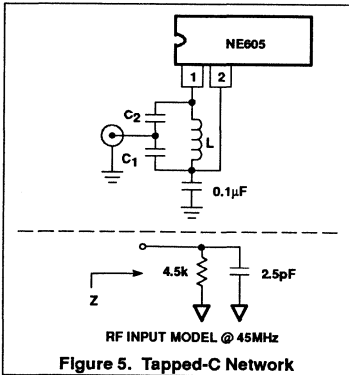 NE605
1 2
C2
L
C1
0.1µF
4.5k 2.5pF
Z
RF INPUT MODEL @ 45MHz
Figure 5. Tapped-C Network